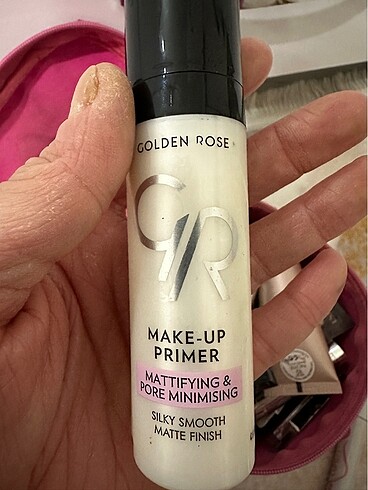 GOLDEN ROSE
GR
MAKE-UP
PRIMER
MATTIFYING &
PORE MINIMISING
SILKY SMOOTH
MATTE FINISH